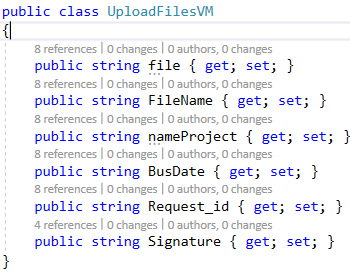 public class UploadFilesVM
{
8 references | 0 changes | 0 authors, 0 changes
public string file { get; set; }
8 references | 0 changes | 0 authors, 0 changes
public string FileName { get; set; }
8 references | 0 changes | 0 authors, 0 changes
public string nameProject { get; set; }
8 references | 0 changes | 0 authors, 0 changes
public string BusDate { get; set; }
8 references | 0 changes | 0 authors, 0 changes
public string Request_id { get; set; }
4 references | 0 changes | 0 authors, 0 changes
public string Signature { get; set; }
}